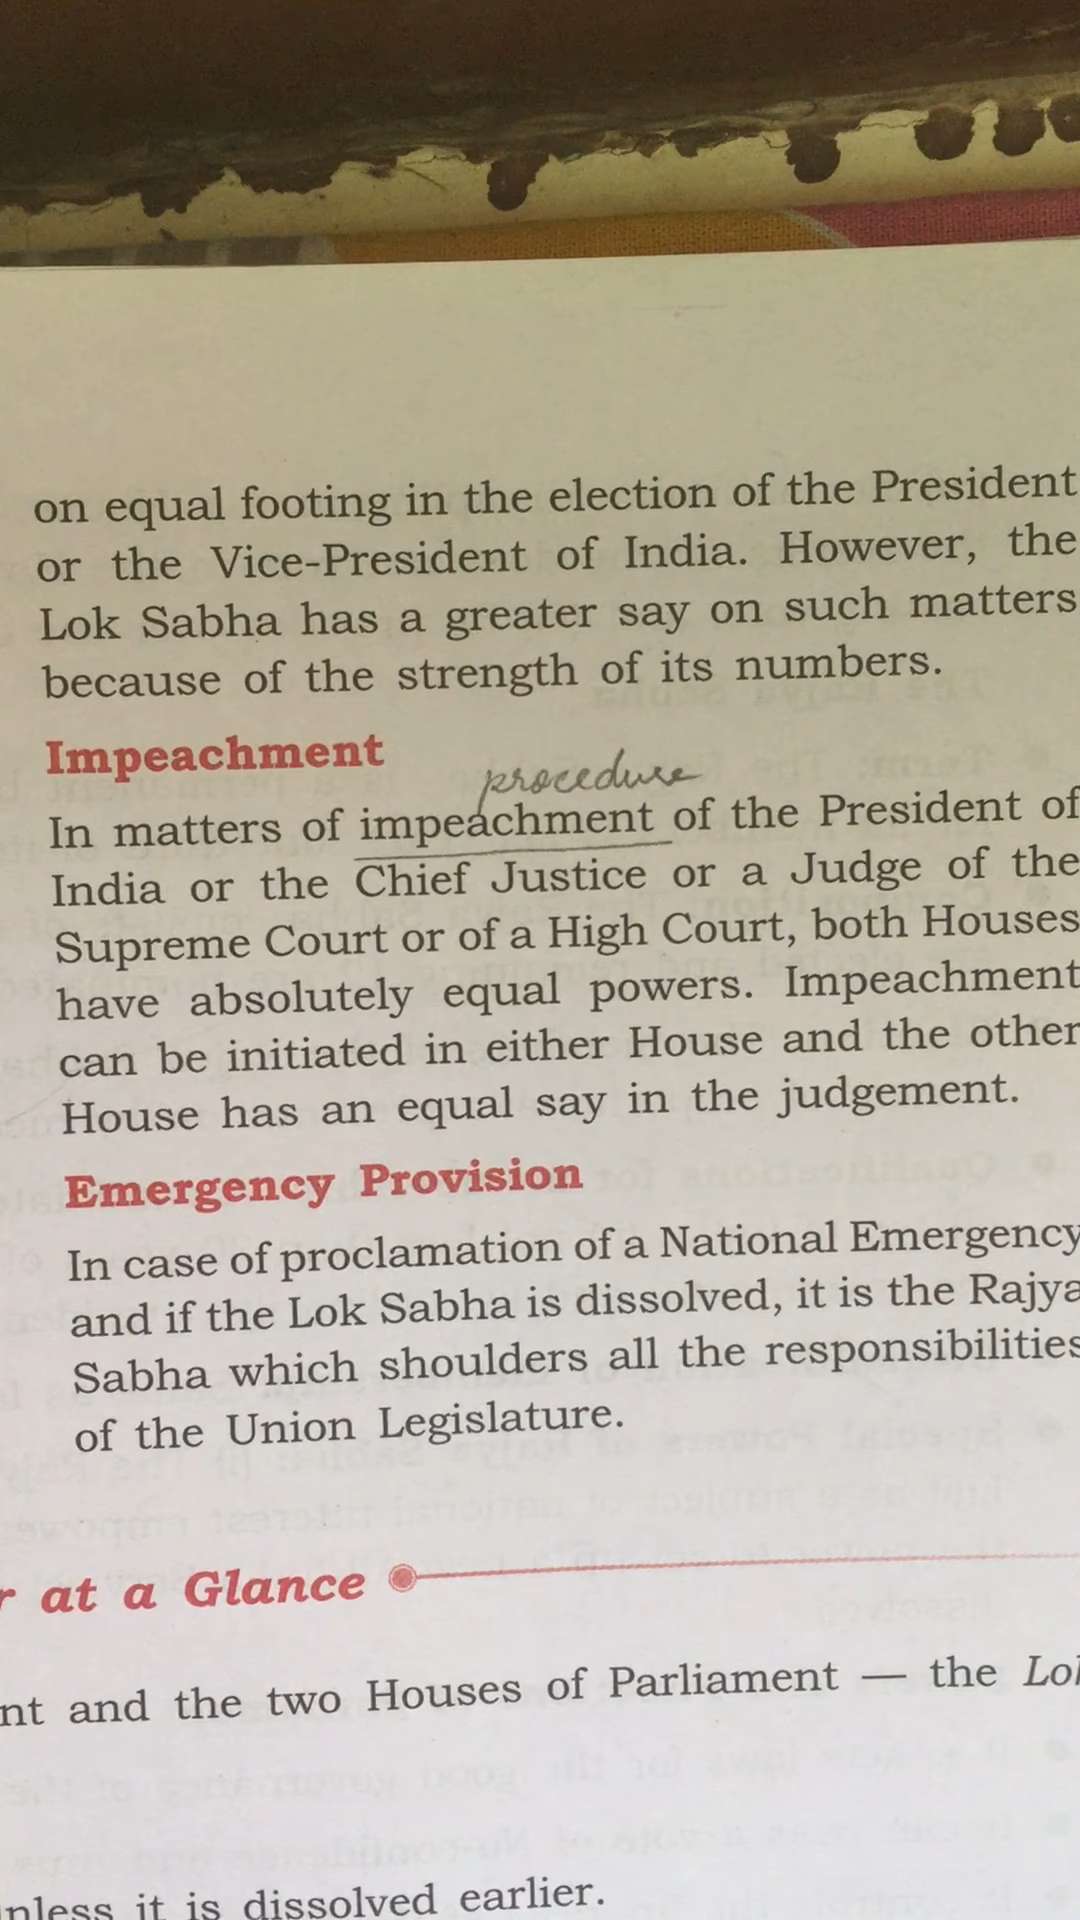 on equal footing in the election of the President
or the Vice-President of India. However, the
Lok Sabha has a greater say on such matters
because of the strength of its numbers.
Impeachment
procedure
In matters of impeachment of the President of
India or the Chief Justice or a Judge of the
Supreme Court or of a High Court, both Houses
have absolutely equal powers. Impeachment
can be initiated in either House and the other
House has an equal say in the judgement.
Emergency Provision
In case of proclamation of a National Emergency
and if the Lok Sabha is dissolved, it is the Rajya
Sabha which shoulders all the responsibilities
of the Union Legislature.
r at a Glance
nt and the two Houses of Parliament — the Lok
nless it is dissolved earlier.